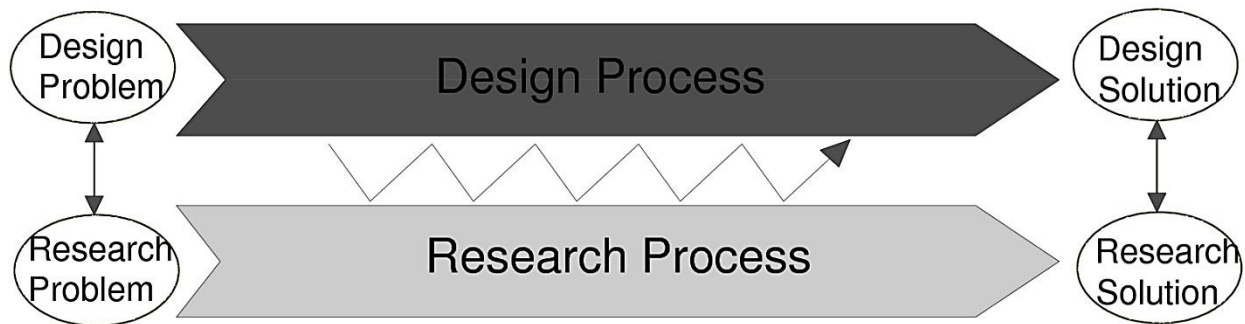 Design
Problem
Design Process
Design
Solution
Research
Problem
Research Process
Research
Solution